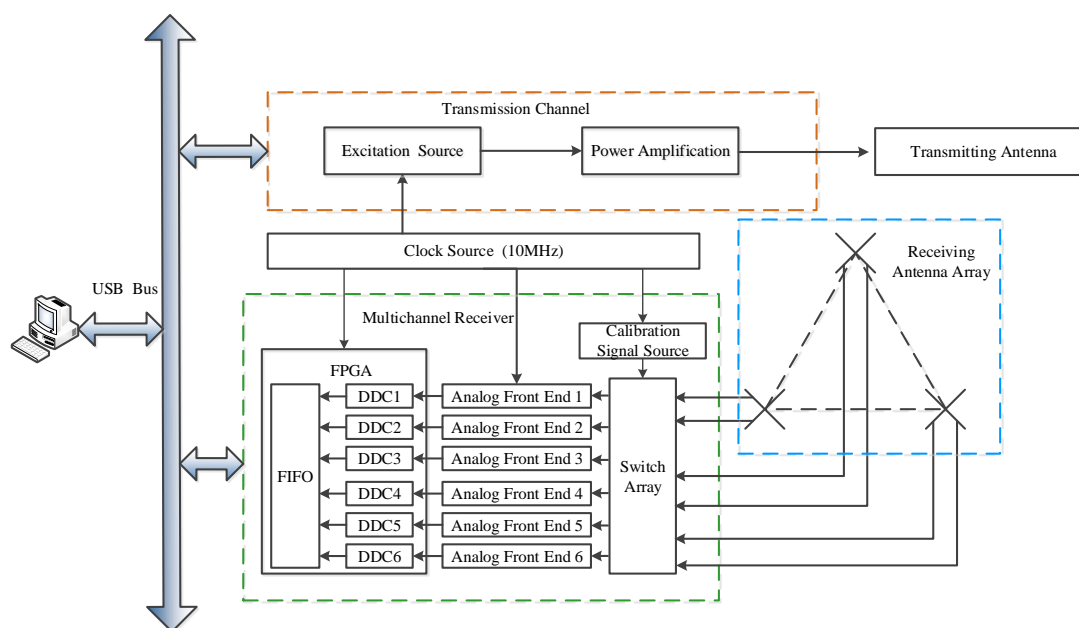 Transmission Channel
Excitation Source
Power Amplification
Transmitting Antenna
Clock Source (10MHz)
Receiving
Antenna Array
USB Bus
Multichannel Receiver
Calibration
Signal Source
FPGA
FIFO
DDC1
Analog Front End 1
DDC2
Analog Front End 2
DDC3
Analog Front End 3
DDC4
Analog Front End 4
DDC5
Analog Front End 5
DDC6
Analog Front End 6
Switch
Array